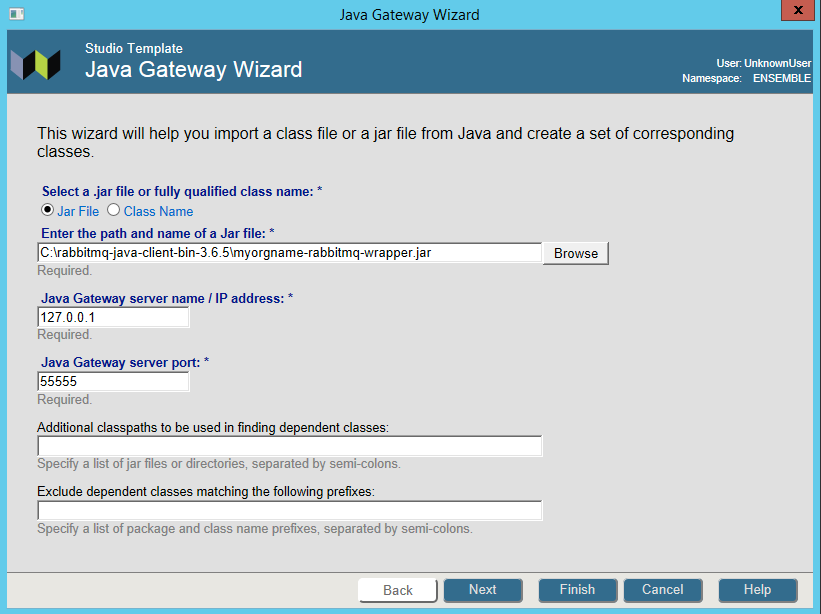 Java Gateway Wizard
x
Studio Template
Java Gateway Wizard
User: UnknownUser
Namespace: ENSEMBLE
This wizard will help you import a class file or a jar file from Java and create a set of corresponding
classes.
Select a .jar file or fully qualified class name: *
Jar File Class Name
Enter the path and name of a Jar file: *
C:\rabbitmq-java-client-bin-3.6.5\myorgname-rabbitmq-wrapper.jar Browse
Required.
Java Gateway server name / IP address: *
127.0.0.1
Required.
Java Gateway server port: *
55555
Required.
Additional classpaths to be used in finding dependent classes:
Specify a list of jar files or directories, separated by semi-colons.
Exclude dependent classes matching the following prefixes:
Specify a list of package and class name prefixes, separated by semi-colons.
Back Next Finish Cancel Help